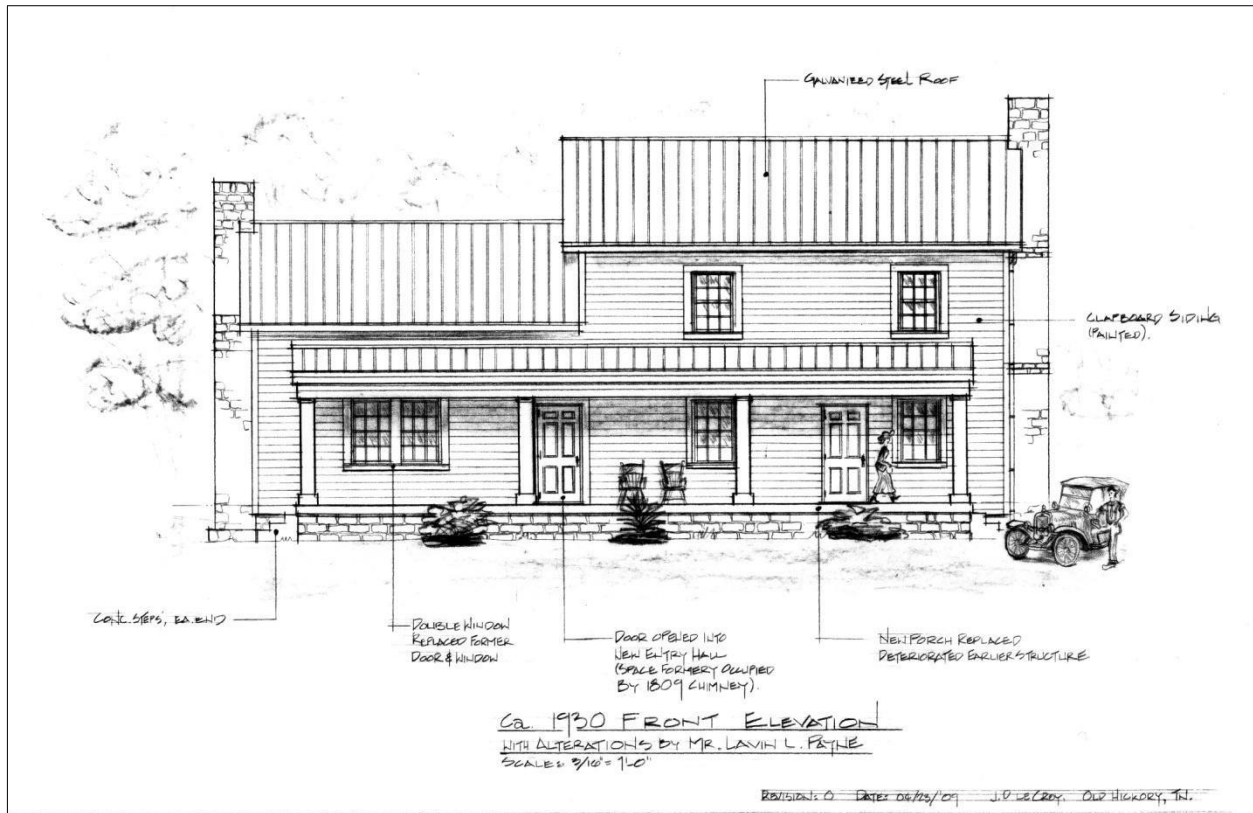 GALVANIZED STEEL ROOF
CLAPBOARD SIDING
(PAINTED).
CONC. STEPS, EA. END
DOUBLE WINDOW
REPLACED FORMER
DOOR & WINDOW
DOOR OPENED INTO
NEW ENTRY HALL
(SPACE FORMERY OCCUPIED
BY 1809 CHIMNEY).
NEW PORCH REPLACED
DETERIORATED EARLIER STRUCTURE
Ca. 1930 FRONT ELEVATION
WITH ALTERATIONS BY MR. LAVIN L. PAYNE
SCALE: 3/16" = 1'-0"
REVISION: 0 DATE: 06/23/'09 J.D LECROY. OLD HICKORY, TN.